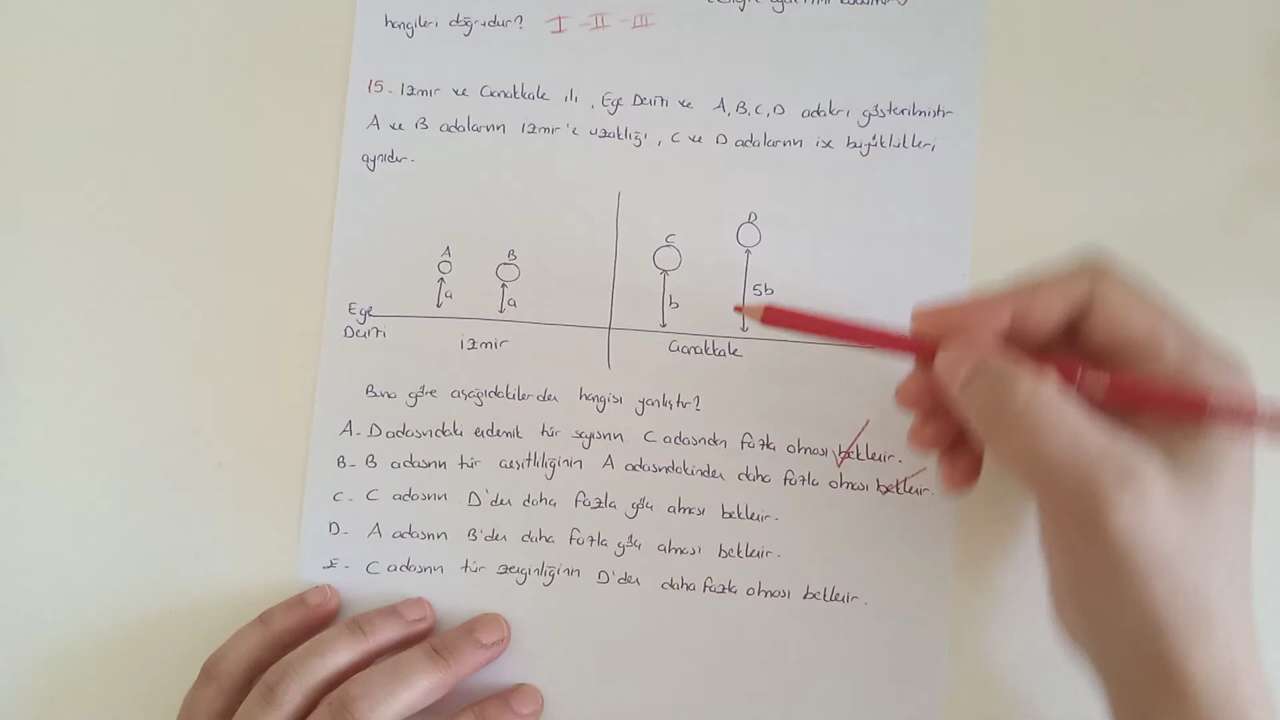 hangileri doğrudur? I - II - III
15- İzmir ve Çanakkale ili, Ege Denizi ve A, B, C, D adaları gösterilmiştir
A ve B adalarının İzmir'e uzaklığı, C ve D adalarının ise büyüklükleri
aynıdır.
D
A B C
a a b 5b
Ege
Denizi İzmir Çanakkale
Buna göre aşağıdakilerden hangisi yanlıştır?
A- D adasındaki endemik tür sayısının C adasından fazla olması beklenir.
B- B adasının tür çeşitliliğinin A adasındakinden daha fazla olması beklenir.
C- C adasının D'den daha fazla göç alması beklenir.
D- A adasının B'den daha fazla göç alması beklenir.
E- C adasının tür zenginliğinin D'den daha fazla olması beklenir.